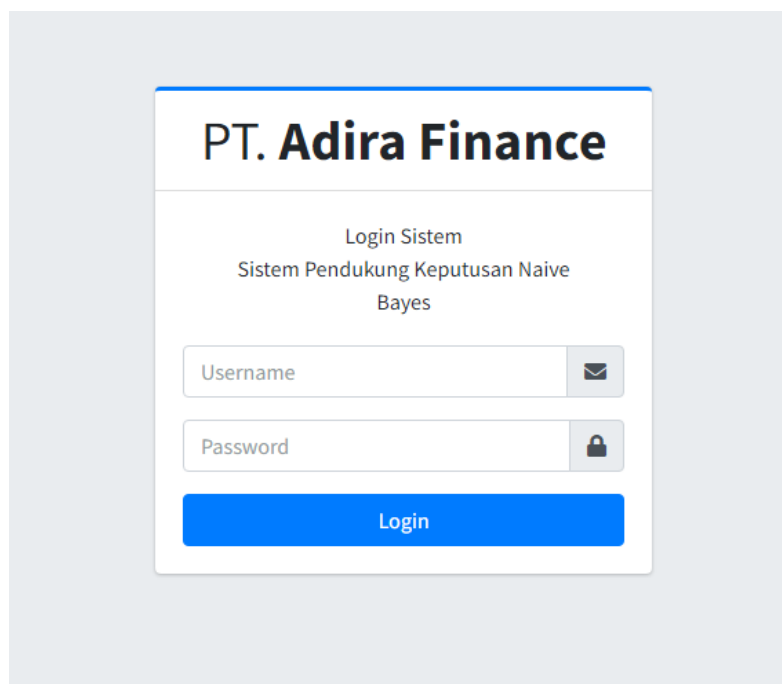 PT. Adira Finance
Login Sistem
Sistem Pendukung Keputusan Naive
Bayes
Username
Password
Login